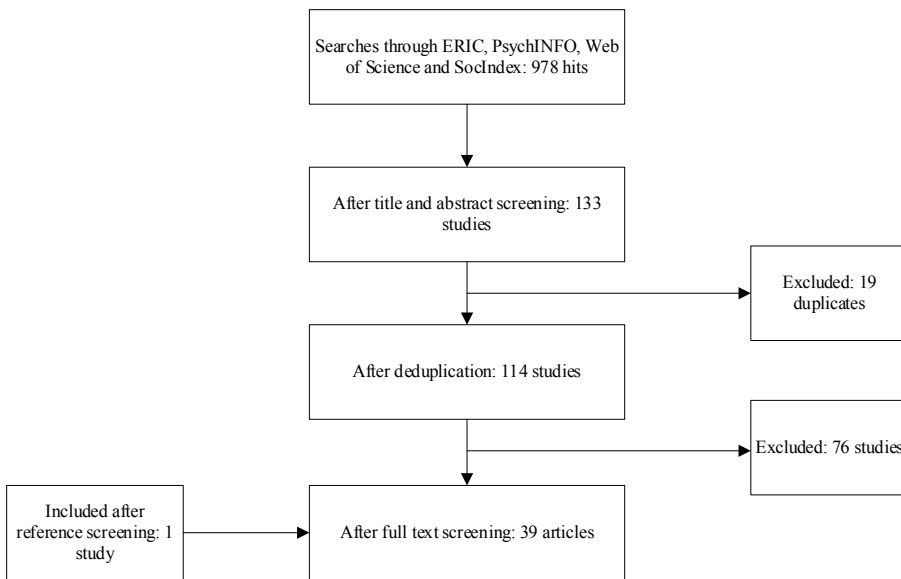 Searches through ERIC, PsychINFO, Web
of Science and SocIndex: 978 hits
After title and abstract screening: 133
studies
Excluded: 19
duplicates
After deduplication: 114 studies
Excluded: 76 studies
Included after
reference screening: 1
study
After full text screening: 39 articles